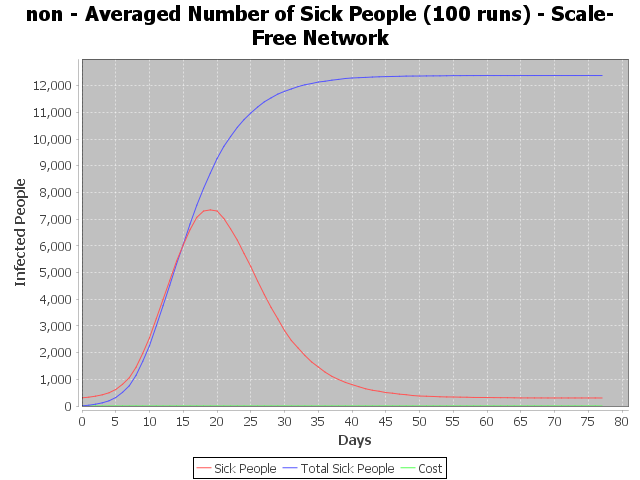 non - Averaged Number of Sick People (100 runs) - Scale-
Free Network
12,000
11,000
10,000
9,000
8,000
7,000
6,000
5,000
4,000
3,000
2,000
1,000
0
Infected People
0 5 10 15 20 25 30 35 40 45 50 55 60 65 70 75 80
Days
Sick People Total Sick People Cost